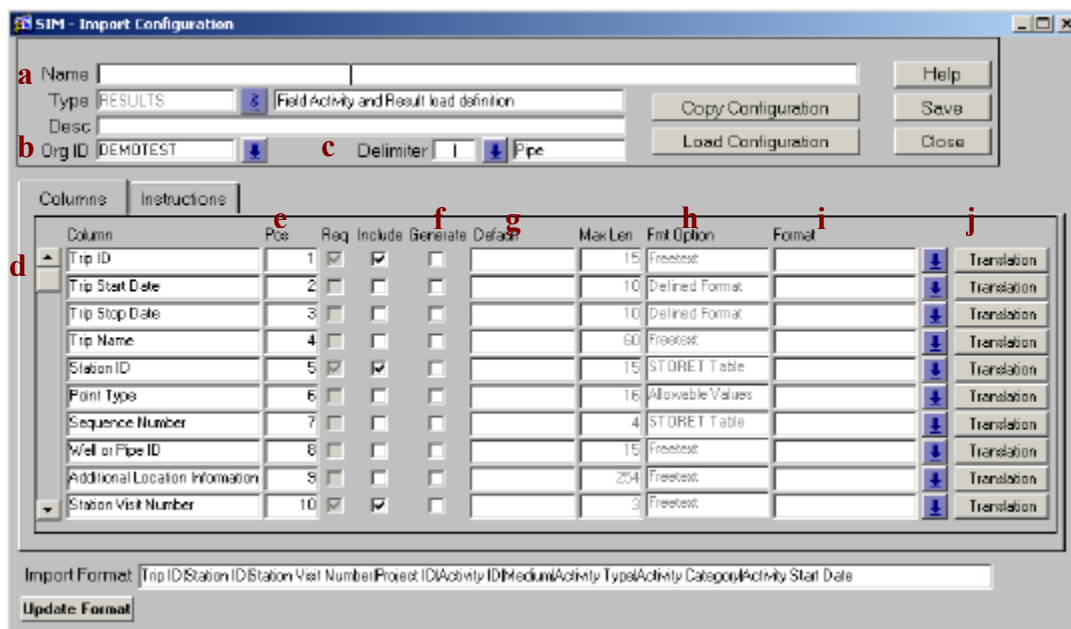 SIM - Import Configuration
a Name Help
Type RESULTS Field Activity and Result load definition Copy Configuration Save
Desc
b Org ID DEMOTEST c Delimiter | Pipe Load Configuration Close
Columns Instructions
e f g h i j
Column Pos Req Include Generate Default Max Len Fmt Option Format
d Trip ID 1 15 Freetext Translation
Trip Start Date 2 10 Defined Format Translation
Trip Stop Date 3 10 Defined Format Translation
Trip Name 4 60 Freetext Translation
Station ID 5 15 STORET Table Translation
Point Type 6 16 Allowable Values Translation
Sequence Number 7 4 STORET Table Translation
Well or Pipe ID 8 15 Freetext Translation
Additional Location Information 9 254 Freetext Translation
Station Visit Number 10 3 Freetext Translation
Import Format Trip ID|Station ID|Station Visit Number|Project ID|Activity ID|Medium|Activity Type|Activity Category|Activity Start Date
Update Format